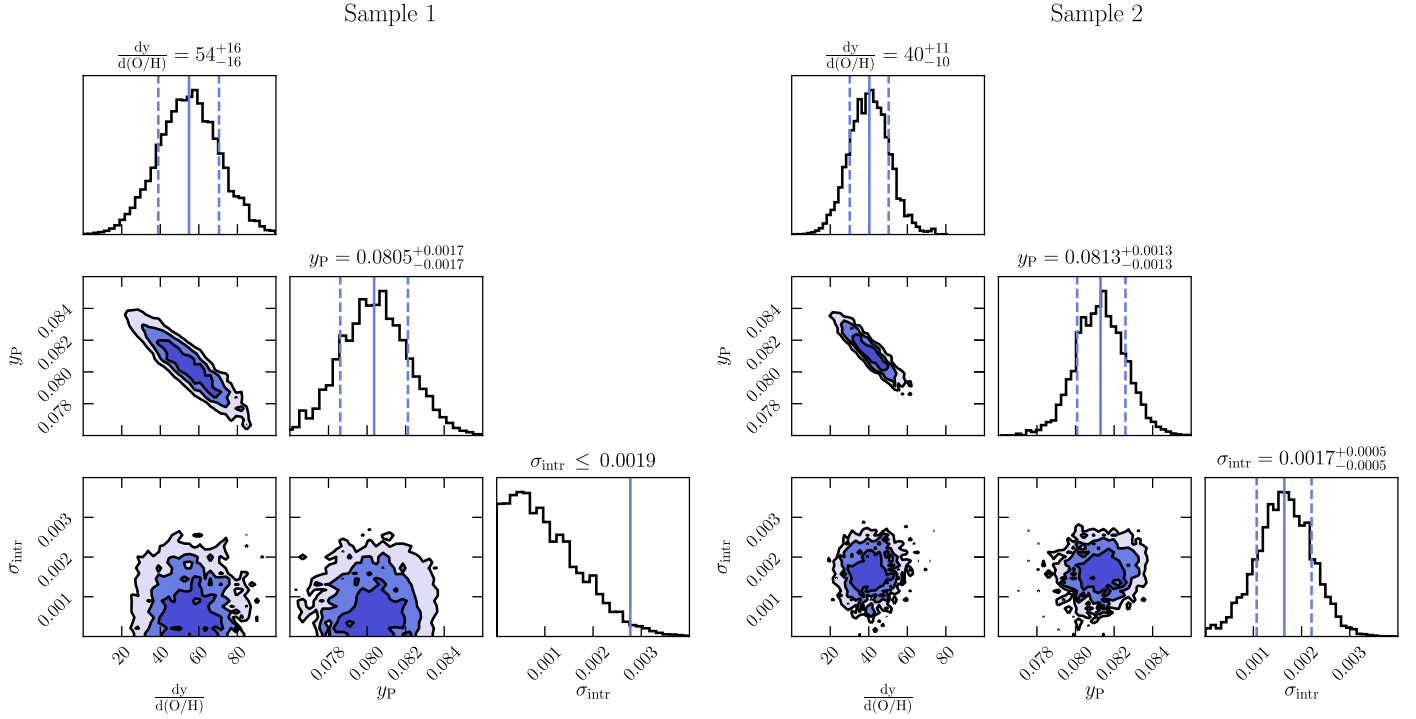 Sample 1
Sample 2
dy/d(O/H) = 54 +16 −16
dy/d(O/H) = 40 +11 −10
y_P = 0.0805 +0.0017 −0.0017
y_P = 0.0813 +0.0013 −0.0013
0.084
0.082
0.080
0.078
y_P
0.084
0.082
0.080
0.078
y_P
σ_intr ≤ 0.0019
σ_intr = 0.0017 +0.0005 −0.0005
0.003
0.002
0.001
σ_intr
0.003
0.002
0.001
σ_intr
20 40 60 80
0.078 0.080 0.082 0.084
0.001 0.002 0.003
20 40 60 80
0.078 0.080 0.082 0.084
0.001 0.002 0.003
dy/d(O/H)
y_P
σ_intr
dy/d(O/H)
y_P
σ_intr